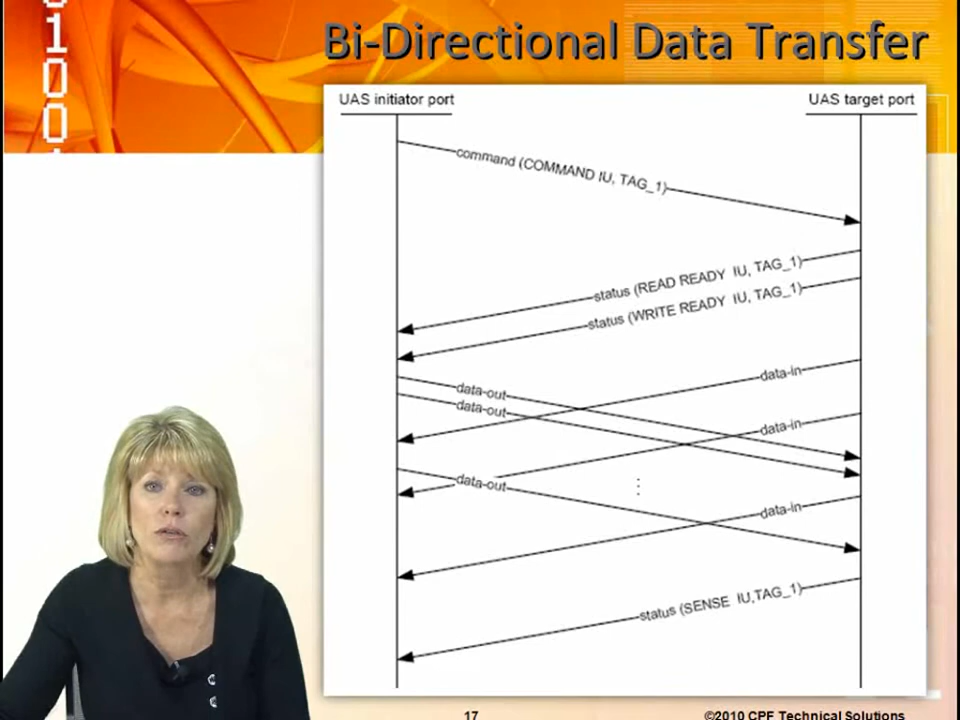 0100
Bi-Directional Data Transfer
UAS initiator port
UAS target port
command (COMMAND IU, TAG_1)
status (READ READY IU, TAG_1)
status (WRITE READY IU, TAG_1)
data-in
data-out
data-out
data-in
data-out
data-in
status (SENSE IU,TAG_1)
17
©2010 CPF Technical Solutions